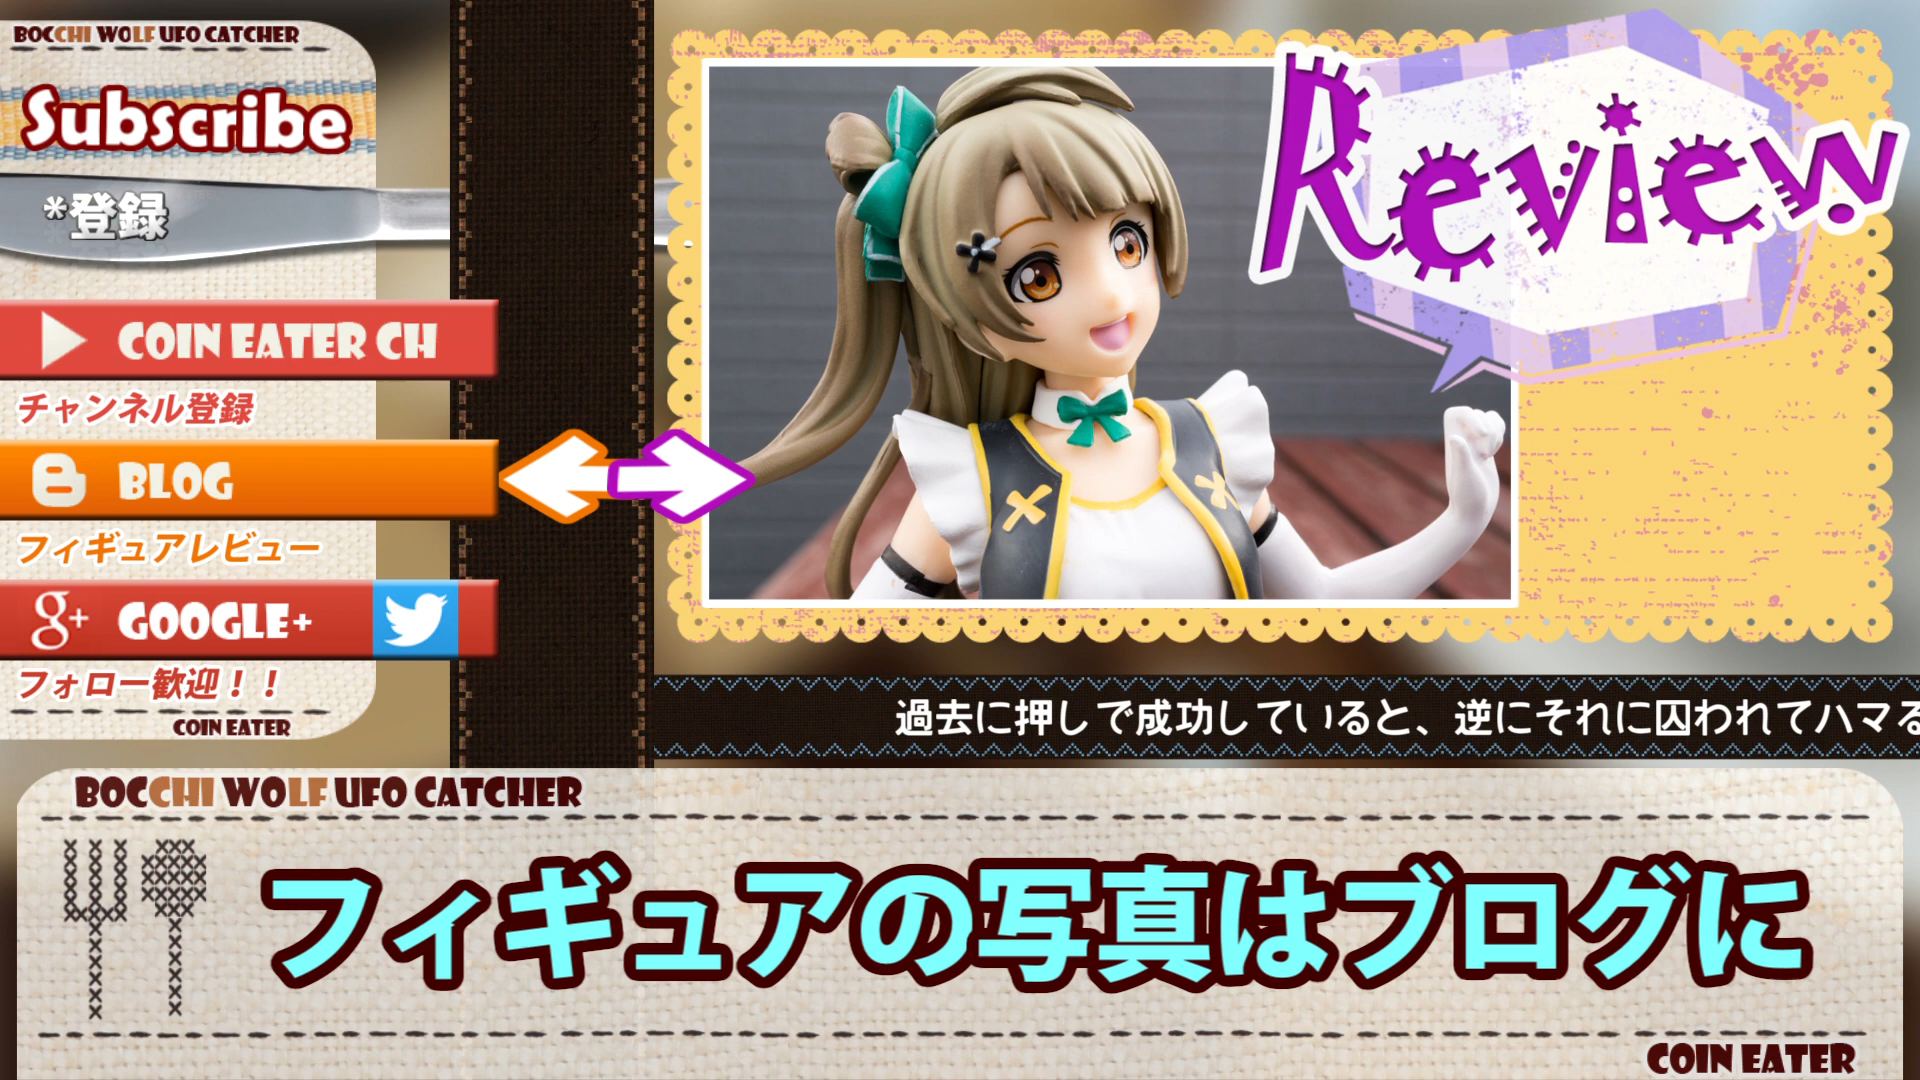 BOCCHI WOLF UFO CATCHER
Subscribe
*登録
COIN EATER CH
チャンネル登録
BLOG
フィギュアレビュー
g+ GOOGLE+
フォロー歓迎！！
COIN EATER
Review
過去に押しで成功していると、逆にそれに囚われてハマる
BOCCHI WOLF UFO CATCHER
フィギュアの写真はブログに
COIN EATER